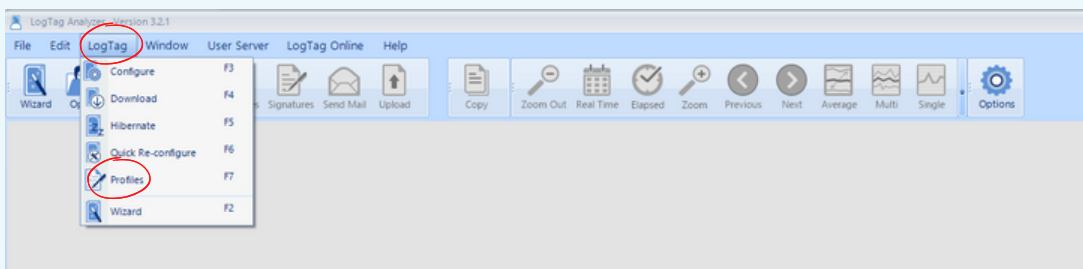 LogTag Analyzer - Version 3.2.1
File Edit LogTag Window User Server LogTag Online Help
Wizard
Signatures Send Mail Upload Copy Zoom Out Real Time Elapsed Zoom Previous Next Average Multi Single Options
Configure F3
Download F4
Hibernate F5
Quick Re-configure F6
Profiles F7
Wizard F2